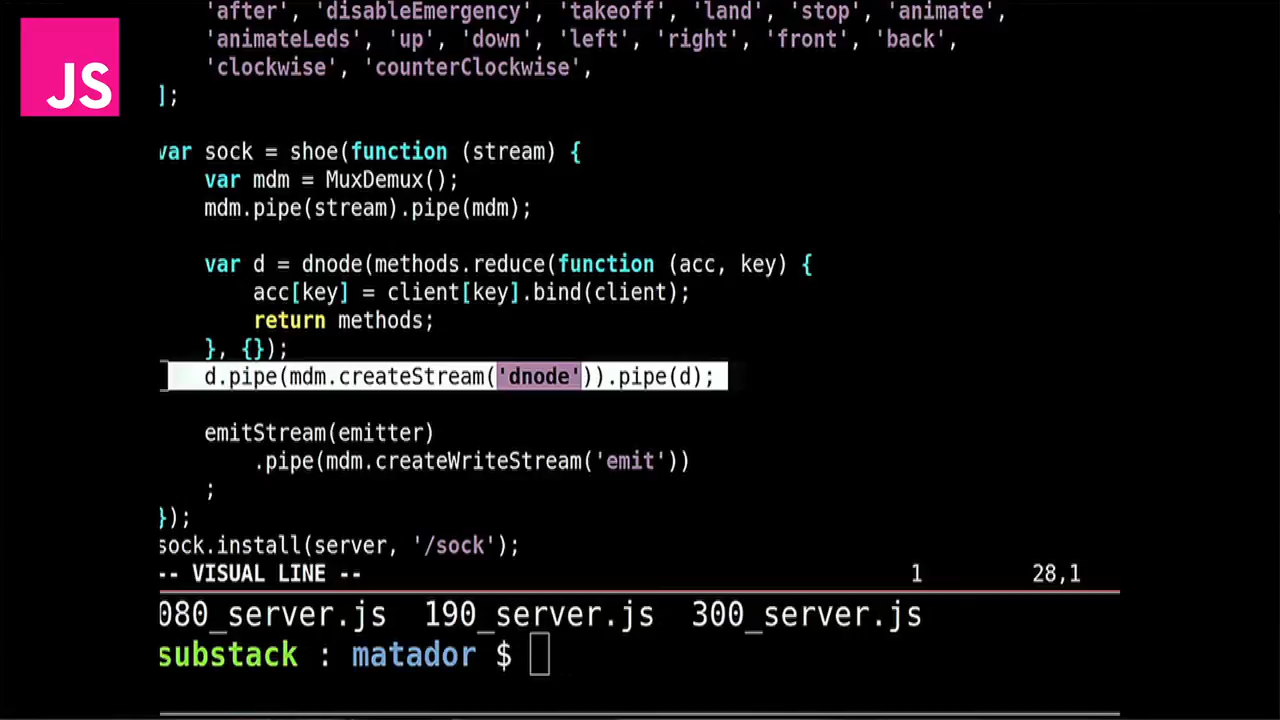 'after', 'disableEmergency', 'takeoff', 'land', 'stop', 'animate',
'animateLeds', 'up', 'down', 'left', 'right', 'front', 'back',
'clockwise', 'counterClockwise',
JS
];
var sock = shoe(function (stream) {
var mdm = MuxDemux();
mdm.pipe(stream).pipe(mdm);
var d = dnode(methods.reduce(function (acc, key) {
acc[key] = client[key].bind(client);
return methods;
}, {});
d.pipe(mdm.createStream('dnode')).pipe(d);
emitStream(emitter)
.pipe(mdm.createWriteStream('emit'))
;
});
sock.install(server, '/sock');
-- VISUAL LINE -- 1 28,1
080_server.js 190_server.js 300_server.js
substack : matador $